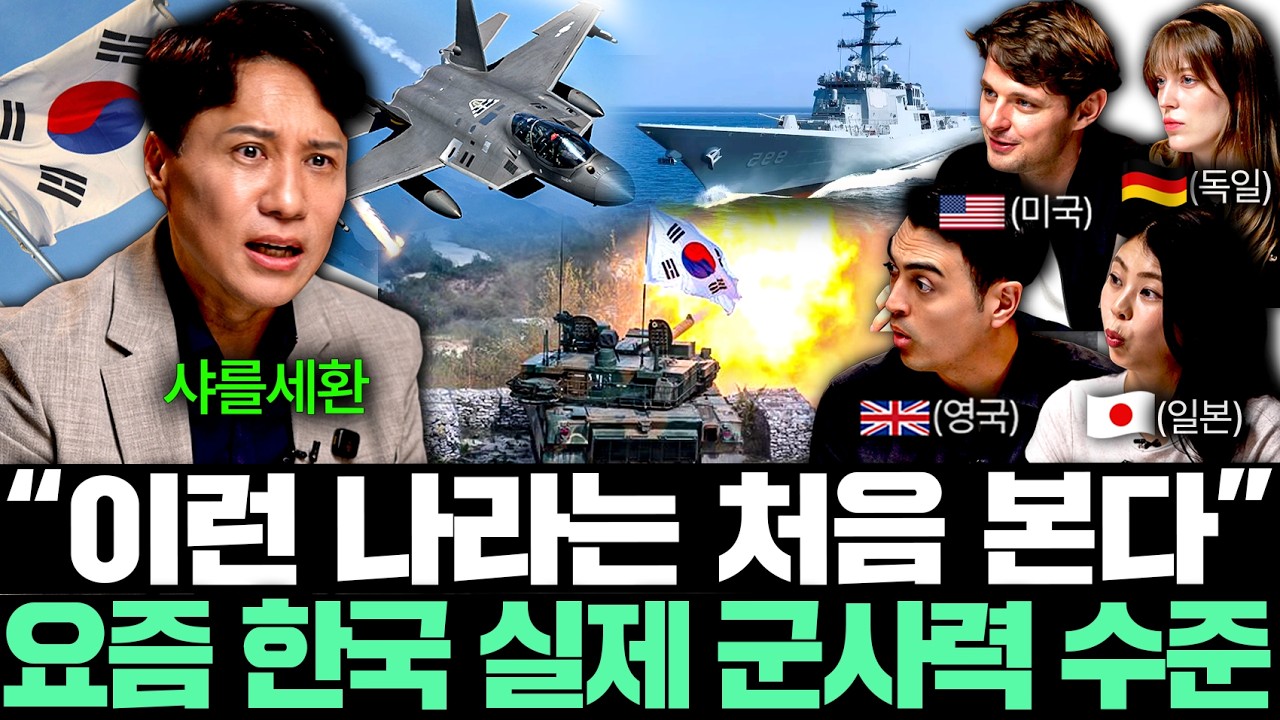 샤를세환
995
(미국)
(독일)
(영국)
(일본)
“이런 나라는 처음 본다”
요즘 한국 실제 군사력 수준